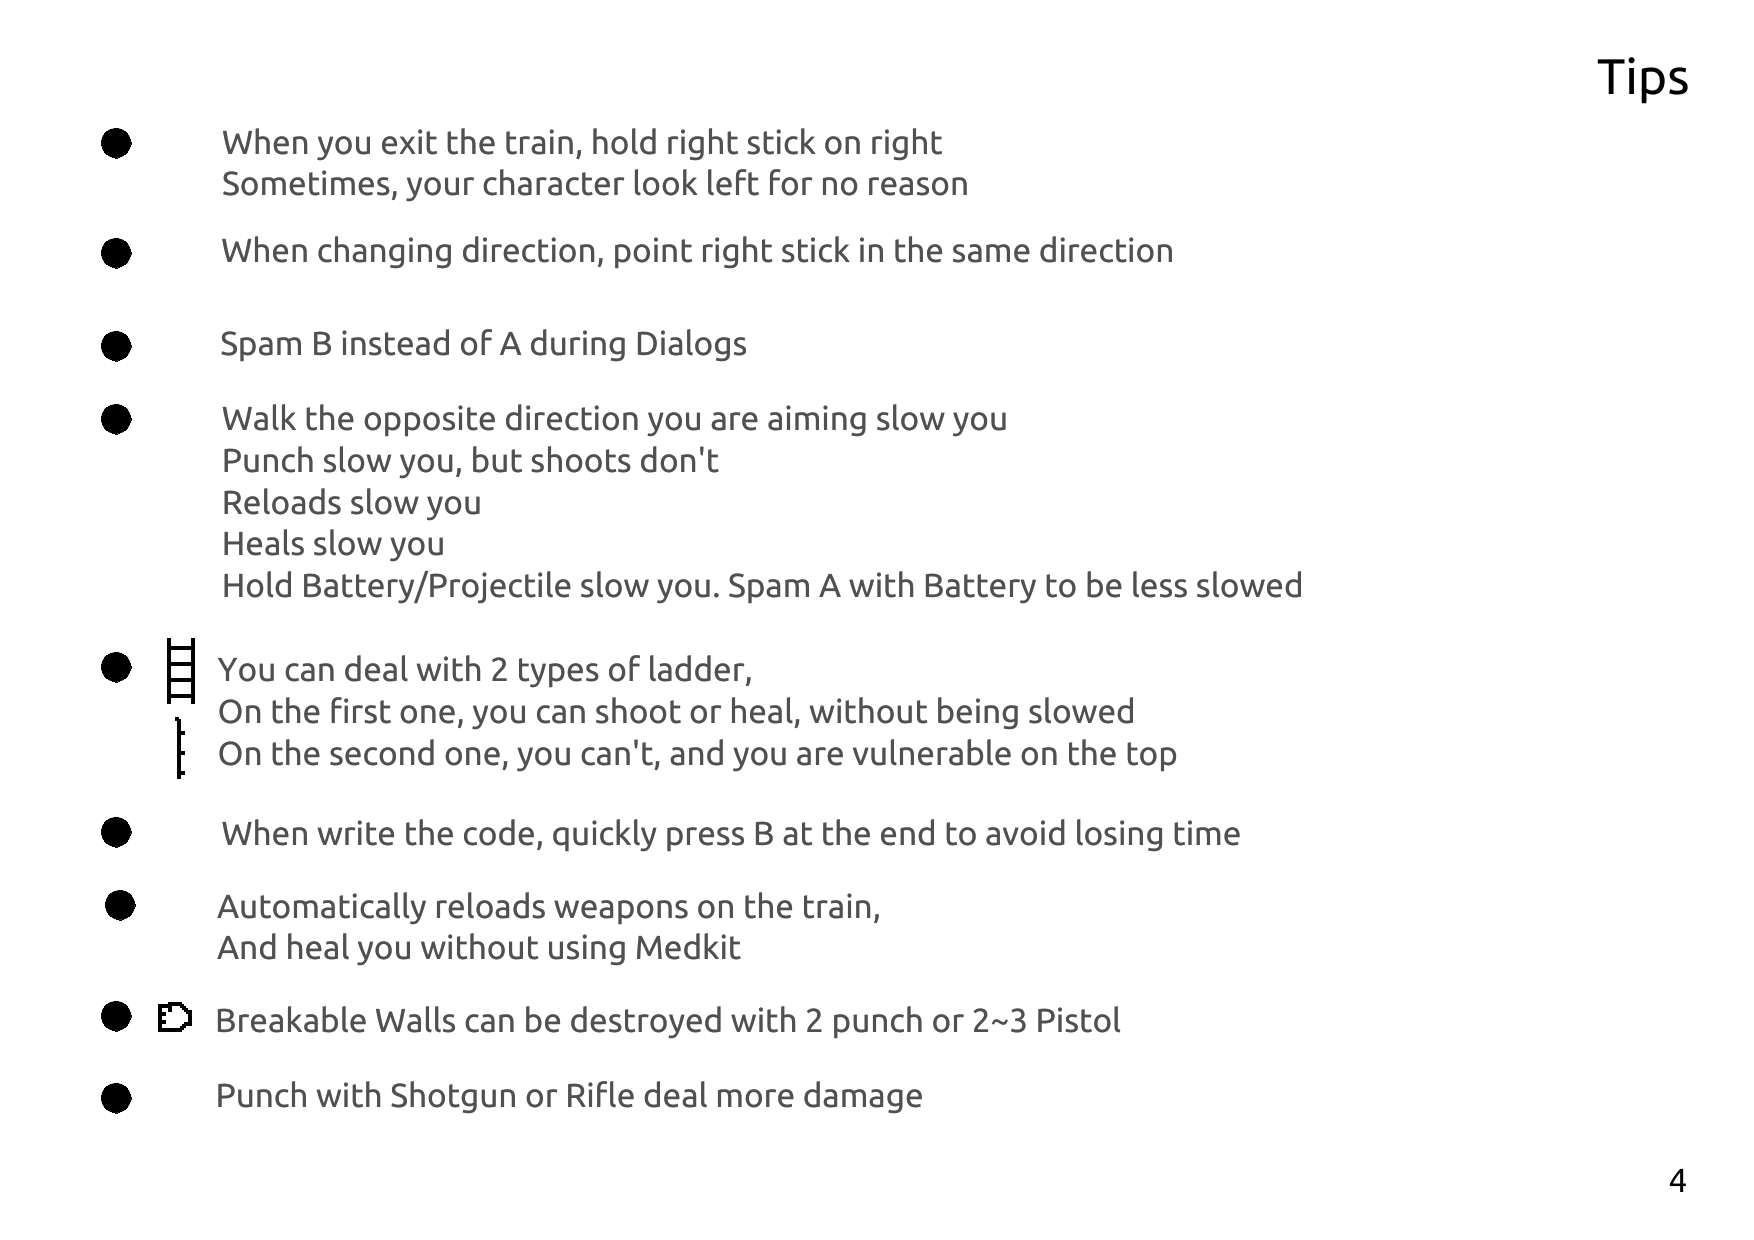 Tips
When you exit the train, hold right stick on right
Sometimes, your character look left for no reason
When changing direction, point right stick in the same direction
Spam B instead of A during Dialogs
Walk the opposite direction you are aiming slow you
Punch slow you, but shoots don't
Reloads slow you
Heals slow you
Hold Battery/Projectile slow you. Spam A with Battery to be less slowed
You can deal with 2 types of ladder,
On the first one, you can shoot or heal, without being slowed
On the second one, you can't, and you are vulnerable on the top
When write the code, quickly press B at the end to avoid losing time
Automatically reloads weapons on the train,
And heal you without using Medkit
Breakable Walls can be destroyed with 2 punch or 2~3 Pistol
Punch with Shotgun or Rifle deal more damage
4